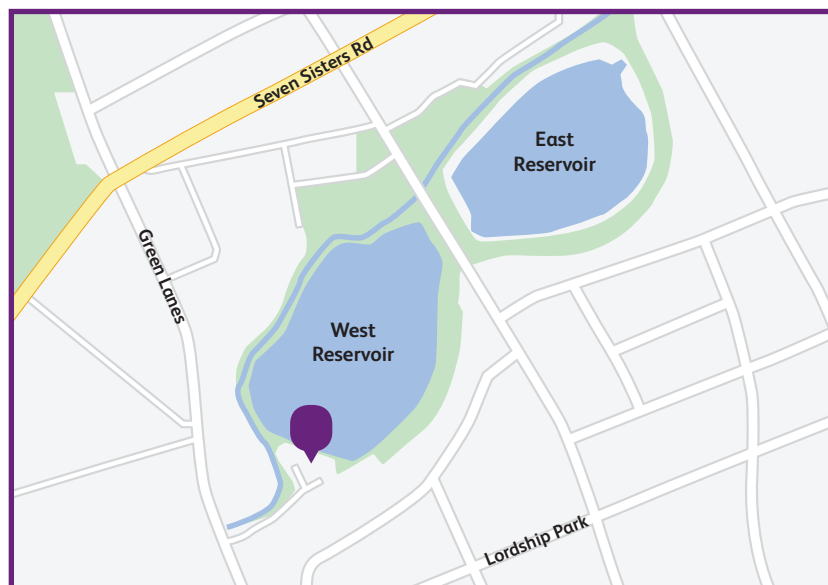 Seven Sisters Rd
East
Reservoir
Green Lanes
West
Reservoir
Lordship Park